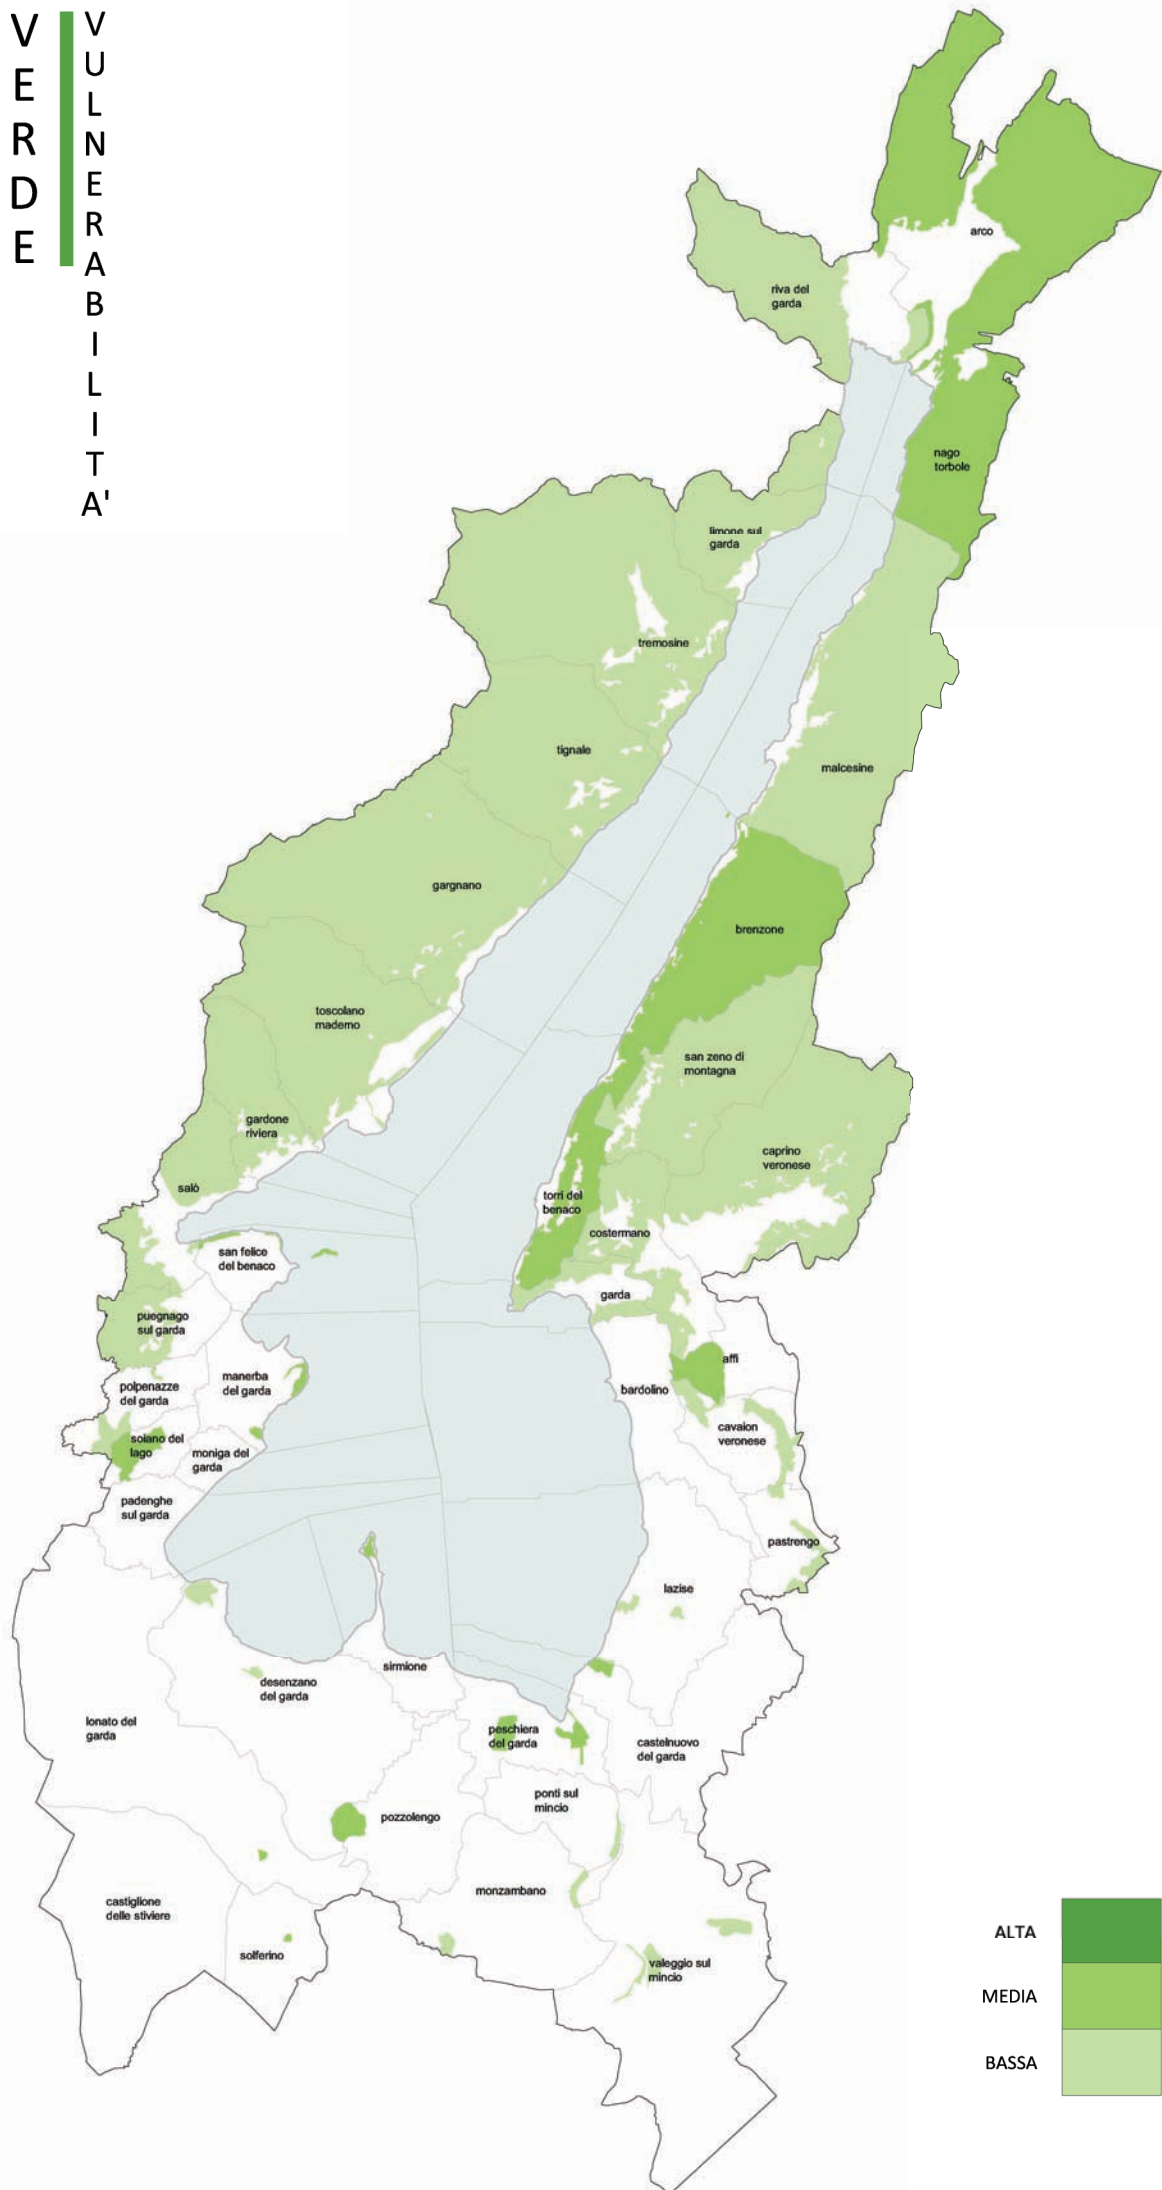 VERDE
VULNERABILITA'
arco
riva del
garda
nago
torbole
limone sul
garda
tremosine
tignale
malcesine
gargnano
brenzone
toscolano
maderno
san zeno di
montagna
gardone
riviera
caprino
veronese
salò
torri del
benaco
costermano
san felice
del benaco
garda
puegnago
sul garda
affi
manerba
del garda
polpenazze
del garda
bardolino
cavaion
veronese
soiano del
lago
moniga del
garda
padenghe
sul garda
pastrengo
lazise
sirmione
desenzano
del garda
lonato del
garda
peschiera
del garda
castelnuovo
del garda
ponti sul
mincio
pozzolengo
monzambano
castiglione
delle stiviere
solferino
valeggio sul
mincio
ALTA
MEDIA
BASSA